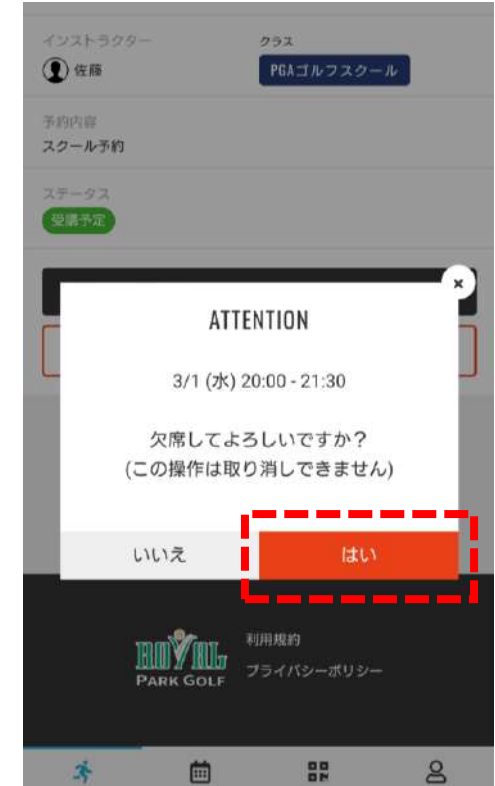 インストラクター
クラス
佐藤
PGAゴルフスクール
予約内容
スクール予約
ステータス
受講予定
×
ATTENTION
3/1 (水) 20:00 - 21:30
欠席してよろしいですか？
(この操作は取り消しできません)
いいえ
はい
ROYAL
PARK GOLF
利用規約
プライバシーポリシー